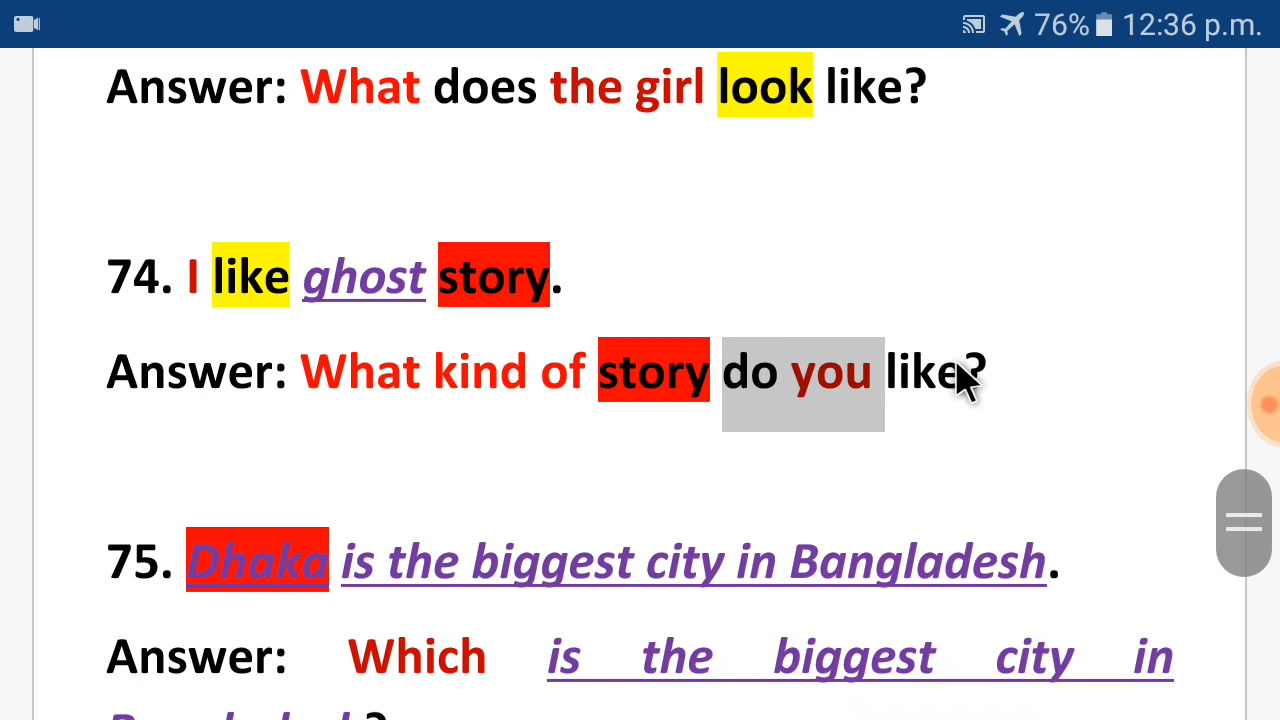 76% 12:36 p.m.
Answer: What does the girl look like?
74. I like ghost story.
Answer: What kind of story do you like?
75. Dhaka is the biggest city in Bangladesh.
Answer: Which is the biggest city in